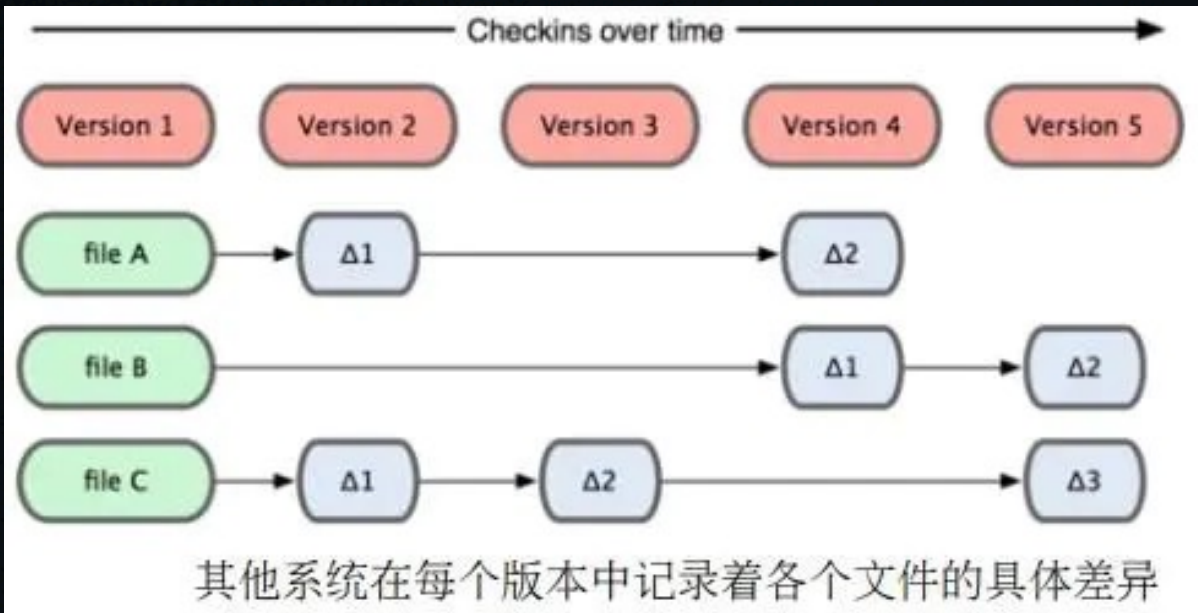 Checkins over time
Version 1 Version 2 Version 3 Version 4 Version 5
file A Δ1 Δ2
file B Δ1 Δ2
file C Δ1 Δ2 Δ3
其他系统在每个版本中记录着各个文件的具体差异